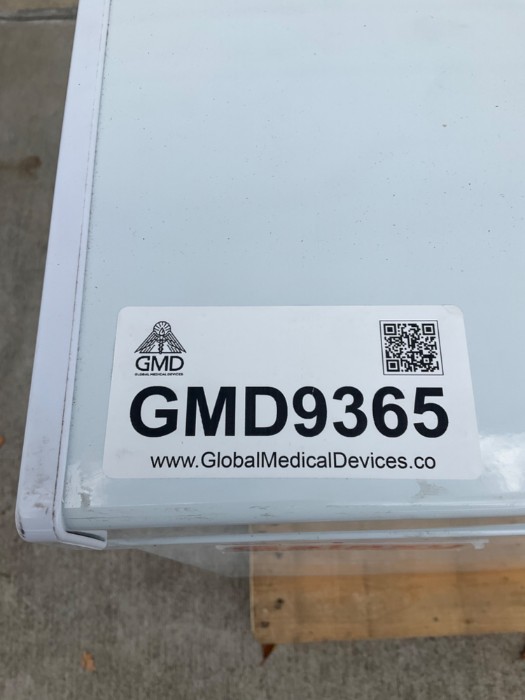 GMD
GLOBAL MEDICAL DEVICES
GMD9365
www.GlobalMedicalDevices.co